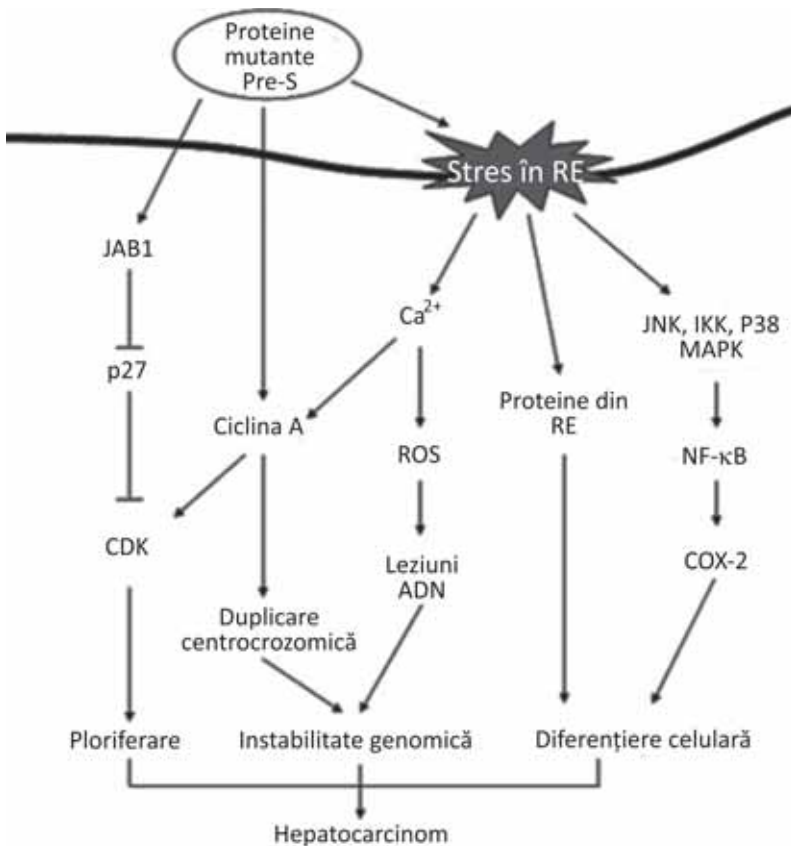 Proteine
mutante
Pre-S
Stres în RE
JAB1
Ca2+
JNK, IKK, P38
MAPK
p27
Proteine din
RE
Ciclina A
ROS
NF-κB
CDK
Leziuni
ADN
COX-2
Duplicare
centrocrozomică
Ploriferare
Instabilitate genomică
Diferențiere celulară
Hepatocarcinom